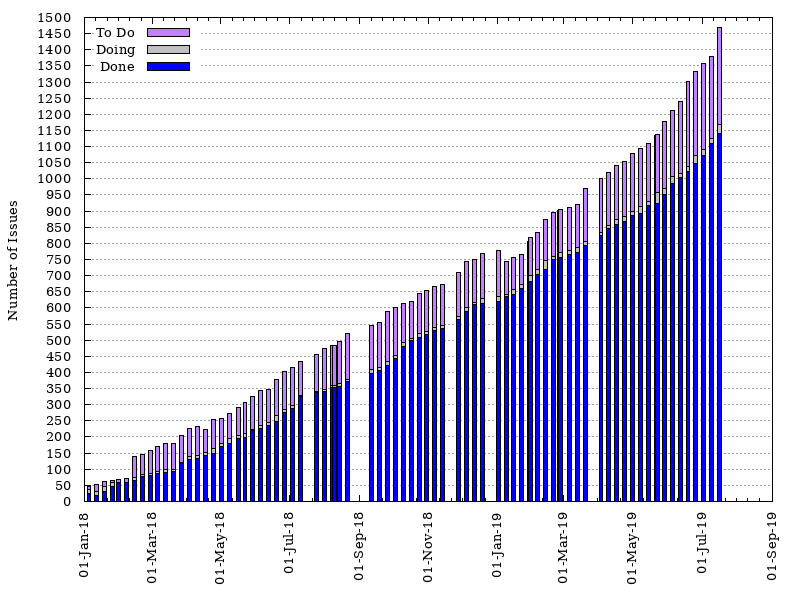 1500
1450
1400
1350
1300
1250
1200
1150
1100
1050
1000
950
900
850
800
750
700
650
600
550
500
450
400
350
300
250
200
150
100
50
0
To Do
Doing
Done
Number of Issues
01-Jan-18
01-Mar-18
01-May-18
01-Jul-18
01-Sep-18
01-Nov-18
01-Jan-19
01-Mar-19
01-May-19
01-Jul-19
01-Sep-19